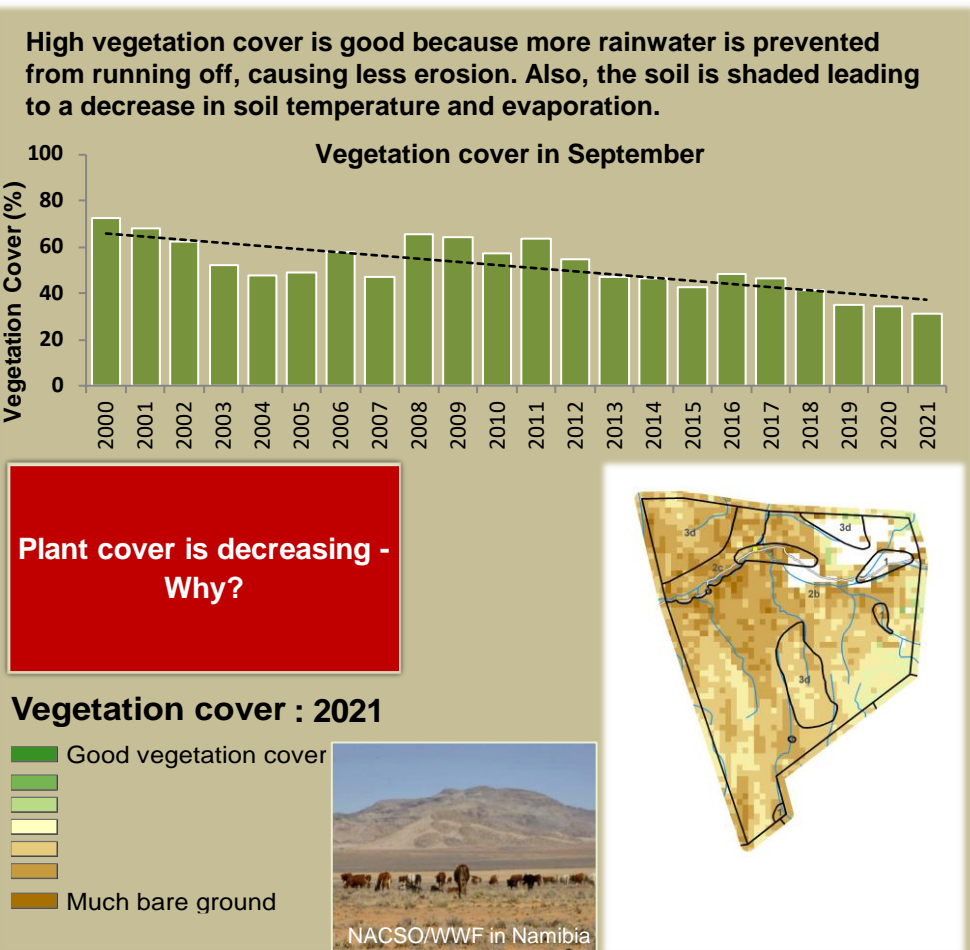 High vegetation cover is good because more rainwater is prevented
from running off, causing less erosion. Also, the soil is shaded leading
to a decrease in soil temperature and evaporation.
Vegetation cover in September
Vegetation Cover (%)
100
80
60
40
20
0
2000 2001 2002 2003 2004 2005 2006 2007 2008 2009 2010 2011 2012 2013 2014 2015 2016 2017 2018 2019 2020 2021
Plant cover is decreasing -
Why?
3d
3d
2c
1
2b
3d
Vegetation cover : 2021
Good vegetation cover
Much bare ground
NACSO/WWF in Namibia